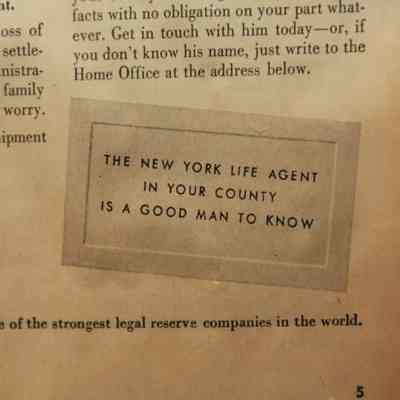 at.
oss of
settle-
nistra-
family
worry.
ipment
facts with no obligation on your part what-
ever. Get in touch with him today—or, if
you don't know his name, just write to the
Home Office at the address below.
THE NEW YORK LIFE AGENT
IN YOUR COUNTY
IS A GOOD MAN TO KNOW
e of the strongest legal reserve companies in the world.
5